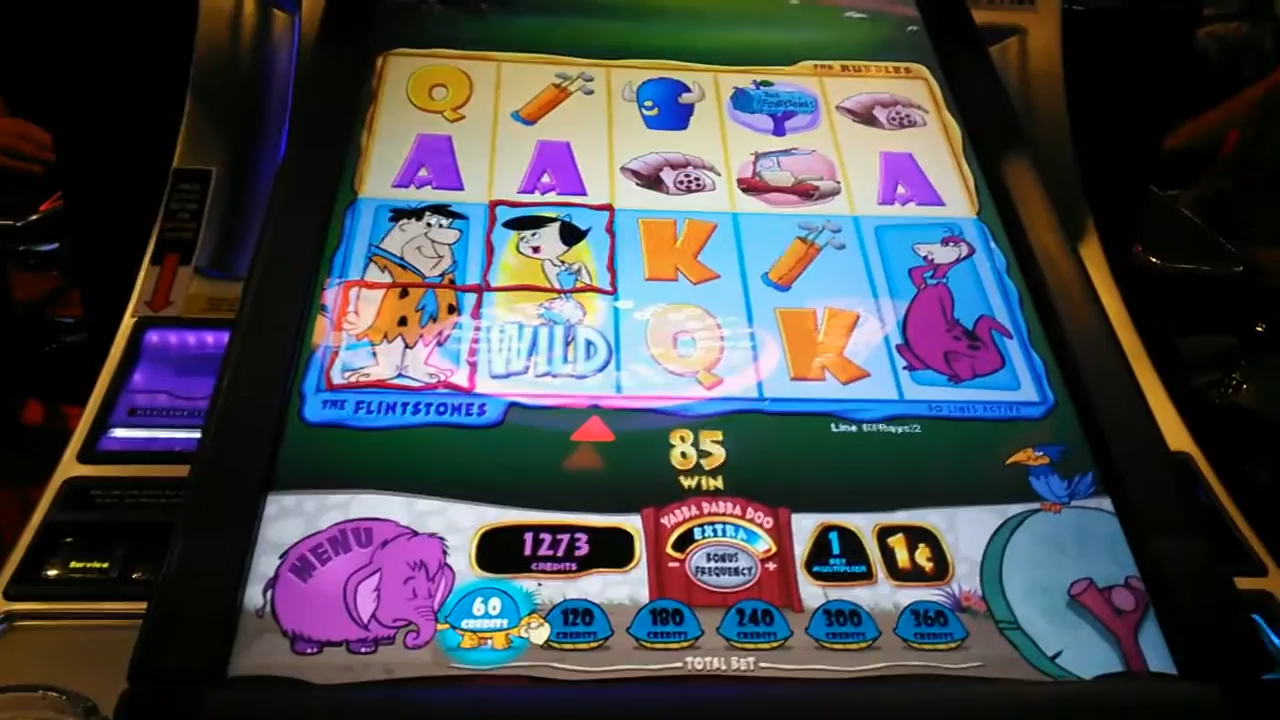 THE RUBBLES
Q
THE FLINTSTONES
A
A
A
K
WILD
Q
K
THE FLINTSTONES
30 LINES ACTIVE
85
WIN
YABBA DABBA DOO
EXTRA
BONUS
FREQUENCY
- +
MENU
1273
CREDITS
1
BET
MULTIPLIER
1¢
60
CREDITS
120
CREDITS
180
CREDITS
240
CREDITS
300
CREDITS
360
CREDITS
TOTAL BET
Service